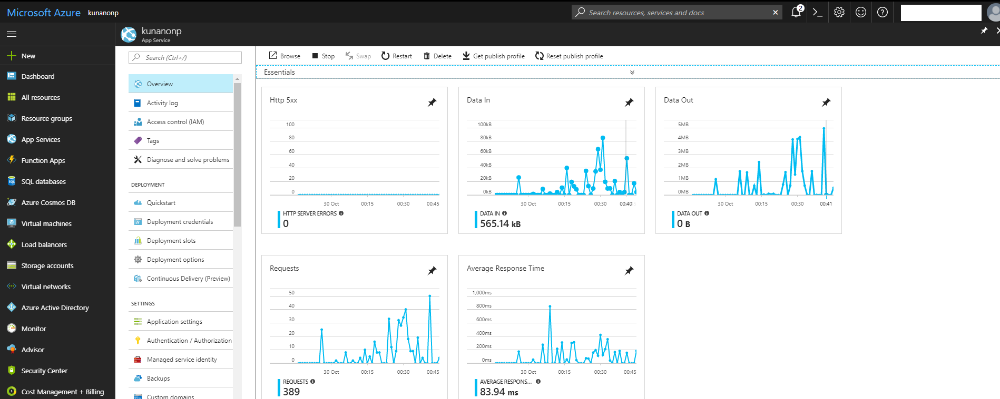 Microsoft Azure kunanonp
Search resources, services and docs
2
kunanonp
App Service
New
Dashboard
All resources
Resource groups
App Services
Function Apps
SQL databases
Azure Cosmos DB
Virtual machines
Load balancers
Storage accounts
Virtual networks
Azure Active Directory
Monitor
Advisor
Security Center
Cost Management + Billing
Search (Ctrl+/)
Overview
Activity log
Access control (IAM)
Tags
Diagnose and solve problems
DEPLOYMENT
Quickstart
Deployment credentials
Deployment slots
Deployment options
Continuous Delivery (Preview)
SETTINGS
Application settings
Authentication / Authorization
Managed service identity
Backups
Custom domains
Browse Stop Swap Restart Delete Get publish profile Reset publish profile
Essentials
Http 5xx
100
80
60
40
20
0
30 Oct 00:15 00:30 00:45
HTTP SERVER ERRORS
0
Data In
100kB
80kB
60kB
40kB
20kB
0kB
30 Oct 00:15 00:30 00:40
DATA IN
565.14 kB
Data Out
5MB
4MB
3MB
2MB
1MB
0MB
30 Oct 00:15 00:30 00:41
DATA OUT
0 B
Requests
50
40
30
20
10
0
30 Oct 00:15 00:30 00:45
REQUESTS
389
Average Response Time
1,000ms
800ms
600ms
400ms
200ms
0ms
30 Oct 00:15 00:30 00:45
AVERAGE RESPONS...
83.94 ms